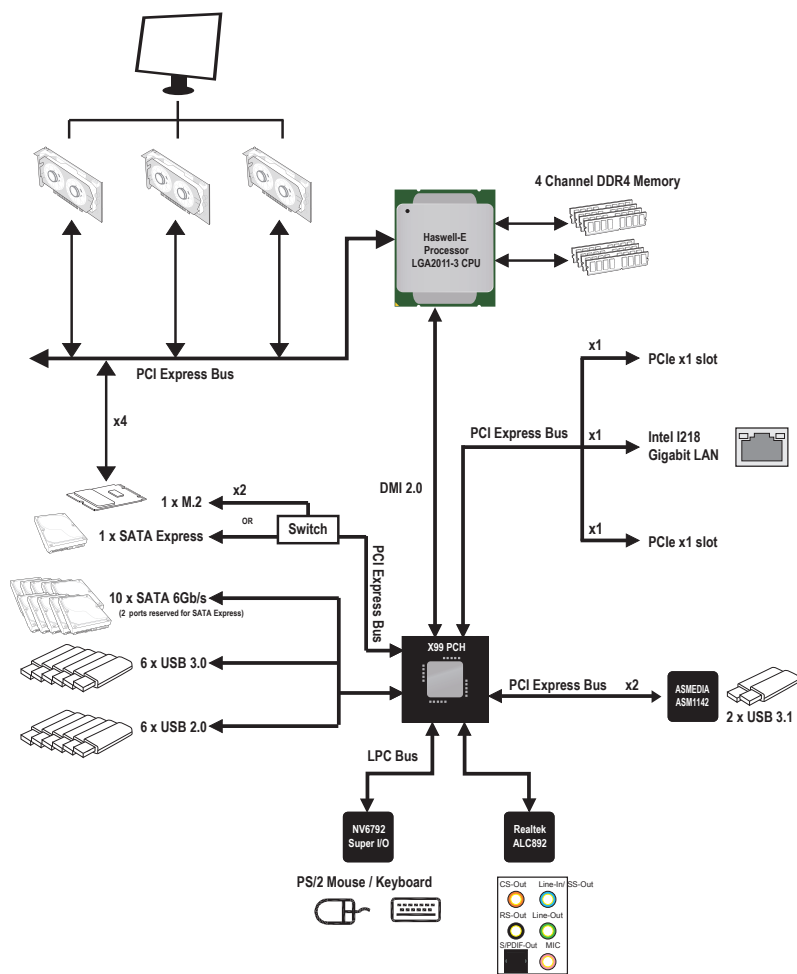 4 Channel DDR4 Memory
Haswell-E
Processor
LGA2011-3 CPU
PCI Express Bus
x4
x1
PCIe x1 slot
PCI Express Bus
x1
Intel I218
Gigabit LAN
x1
PCIe x1 slot
DMI 2.0
1 x M.2
x2
OR
Switch
1 x SATA Express
PCI Express Bus
10 x SATA 6Gb/s
(2 ports reserved for SATA Express)
6 x USB 3.0
6 x USB 2.0
X99 PCH
PCI Express Bus
x2
ASMEDIA
ASM1142
2 x USB 3.1
LPC Bus
NV6792
Super I/O
Realtek
ALC892
PS/2 Mouse / Keyboard
CS-Out
Line-In/ SS-Out
RS-Out
Line-Out
S/PDIF-Out
MIC